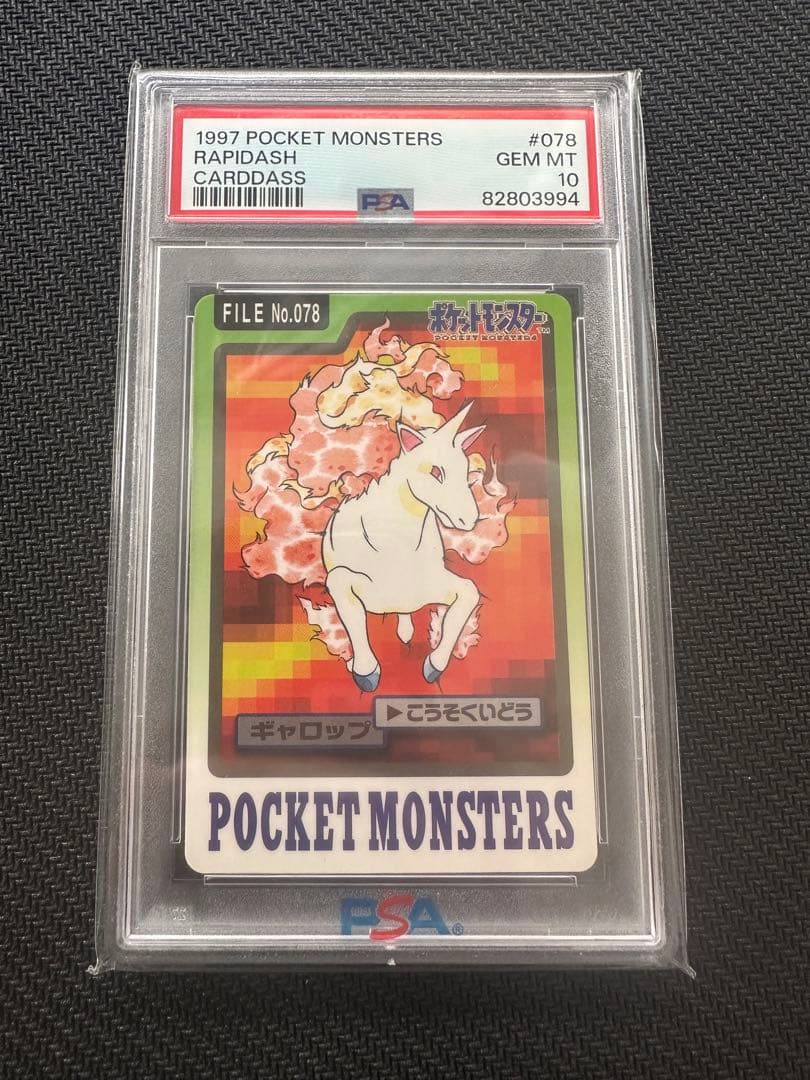 1997 POCKET MONSTERS #078
RAPIDASH GEM MT
CARDDASS 10
PSA 82803994
FILE No.078
ポケットモンスター TM
POCKET MONSTERS
▶こうそくいどう
ギャロップ
POCKET MONSTERS
PSA®